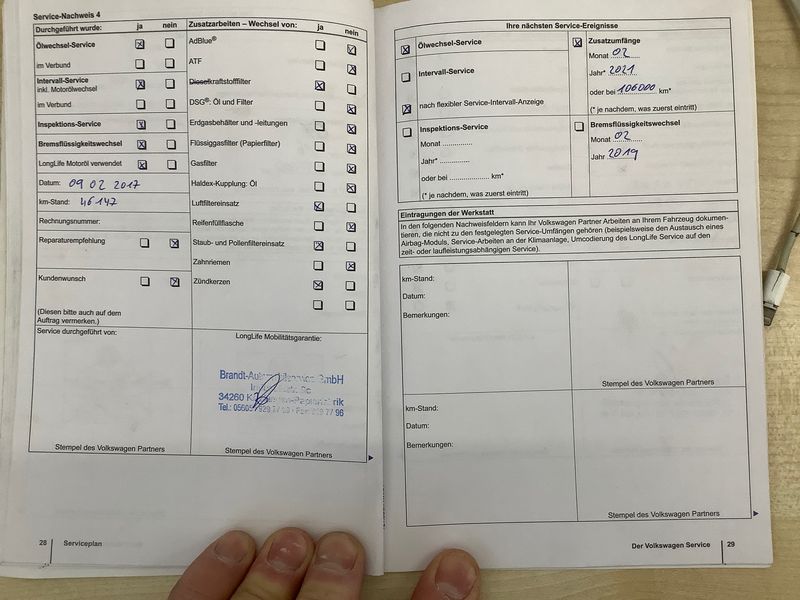 Service-Nachweis 4
Durchgeführt wurde: ja nein
Ölwechsel-Service
im Verbund
Intervall-Service
inkl. Motorölwechsel
im Verbund
Inspektions-Service
Bremsflüssigkeitswechsel
LongLife Motoröl verwendet
Datum: 09 02 2017
km-Stand: 46147
Rechnungsnummer:
Reparaturempfehlung
Kundenwunsch
(Diesen bitte auch auf dem
Auftrag vermerken.)
Service durchgeführt von:
Stempel des Volkswagen Partners
Zusatzarbeiten – Wechsel von: ja nein
AdBlue®
ATF
Dieselkraftstofffilter
DSG®: Öl und Filter
Erdgasbehälter und -leitungen
Flüssiggasfilter (Papierfilter)
Gasfilter
Haldex-Kupplung: Öl
Luftfiltereinsatz
Reifenfüllflasche
Staub- und Pollenfiltereinsatz
Zahnriemen
Zündkerzen
LongLife Mobilitätsgarantie:
GmbH
34260
Stempel des Volkswagen Partners
28 Serviceplan
Ihre nächsten Service-Ereignisse
Ölwechsel-Service
Intervall-Service
nach flexibler Service-Intervall-Anzeige
Zusatzumfänge
Monat 02
Jahr* 2021
oder bei 106000 km*
(* je nachdem, was zuerst eintritt)
Inspektions-Service
Monat ..............
Jahr* ..............
oder bei .................... km*
(* je nachdem, was zuerst eintritt)
Bremsflüssigkeitswechsel
Monat 02
Jahr 2019
Eintragungen der Werkstatt
In den folgenden Nachweisfeldern kann Ihr Volkswagen Partner Arbeiten an Ihrem Fahrzeug dokumen-
tieren, die nicht zu den festgelegten Service-Umfängen gehören (beispielsweise den Austausch eines
Airbag-Moduls, Service-Arbeiten an der Klimaanlage, Umcodierung des LongLife Service auf den
zeit- oder laufleistungsabhängigen Service).
km-Stand:
Datum:
Bemerkungen:
Stempel des Volkswagen Partners
km-Stand:
Datum:
Bemerkungen:
Stempel des Volkswagen Partners
Der Volkswagen Service 29